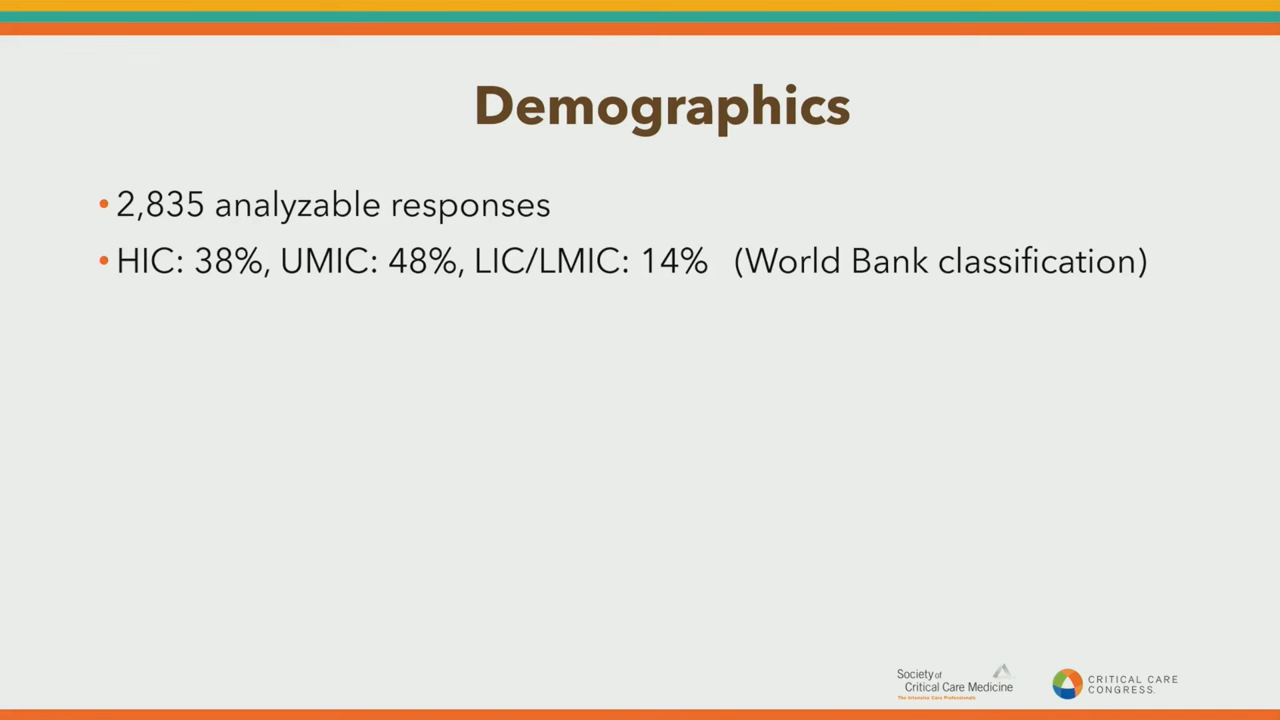 Demographics
• 2,835 analyzable responses
• HIC: 38%, UMIC: 48%, LIC/LMIC: 14% (World Bank classification)
Society of
Critical Care Medicine
The Intensive Care Professionals
CRITICAL CARE
CONGRESS.